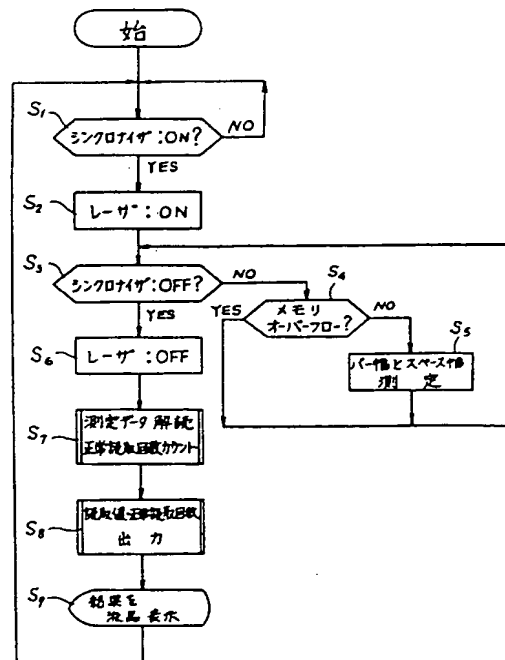 始
S1
シンクロナイザ:ON?
NO
YES
S2
レーザ:ON
S3
シンクロナイザ:OFF?
NO
YES
S4
メモリ
オーバーフロー?
YES
NO
S5
バー幅とスペース幅
測定
S6
レーザ:OFF
S7
測定データ解読
正常読取回数カウント
S8
読取値・正常読取回数
出力
S9
結果を
液晶表示